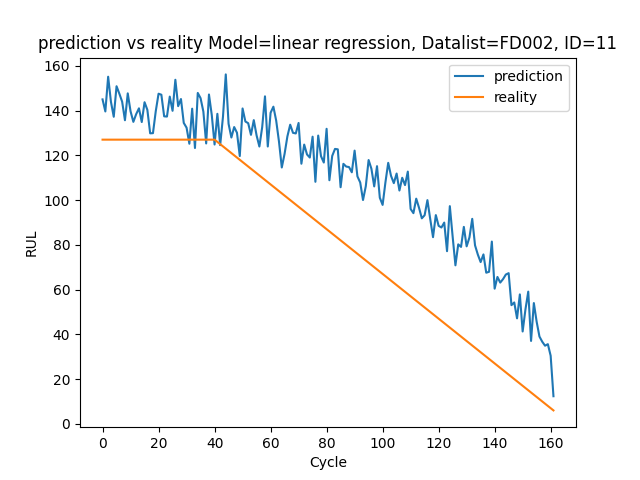 prediction vs reality Model=linear regression, Datalist=FD002, ID=11
prediction
reality
RUL
160
140
120
100
80
60
40
20
0
0 20 40 60 80 100 120 140 160
Cycle